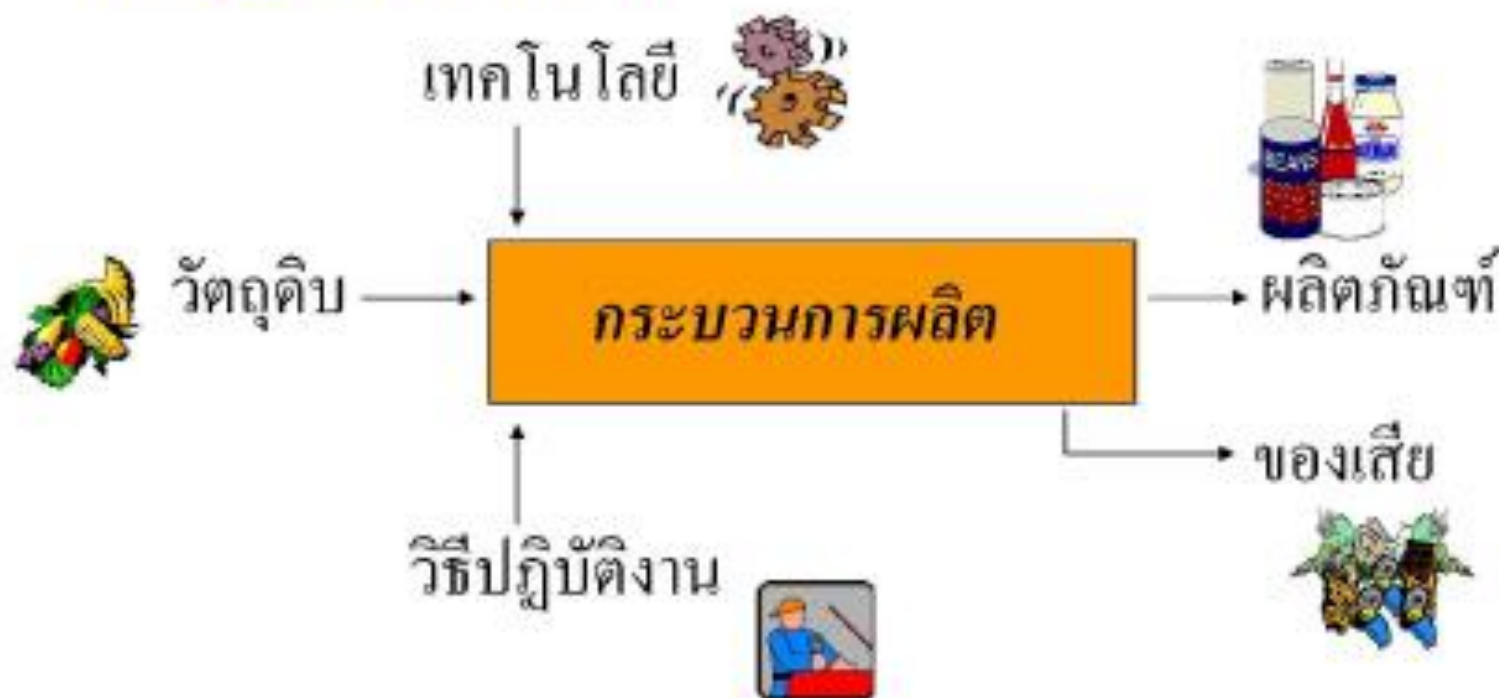 เทคโนโลยี
วัตถุดิบ
กระบวนการผลิต
BEANS
ผลิตภัณฑ์
ของเสีย
วิธีปฏิบัติงาน